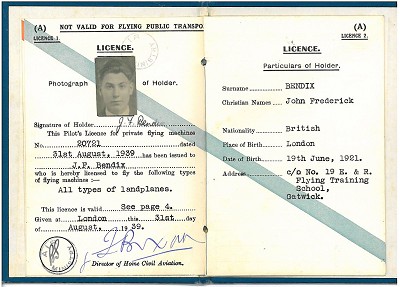 (A) NOT VALID FOR FLYING PUBLIC TRANSPO
LICENCE 1.
LICENCE.
Photograph of Holder.
Signature of Holder J F Bendix
This Pilot's Licence for private flying machines
No. 20721 dated
31st August, 1939 has been issued to
J.F. Bendix
who is hereby licensed to fly the following types
of flying machines :—
All types of landplanes.
This licence is valid See page 4.
Given at London this 31st day
of August, 1939.
Director of Home Civil Aviation.
(A)
LICENCE 2.
LICENCE.
Particulars of Holder.
Surname BENDIX
Christian Names John Frederick
Nationality British
Place of Birth London
Date of Birth 19th June, 1921.
Address c/o No. 19 E. & R.
Flying Training
School,
Gatwick.